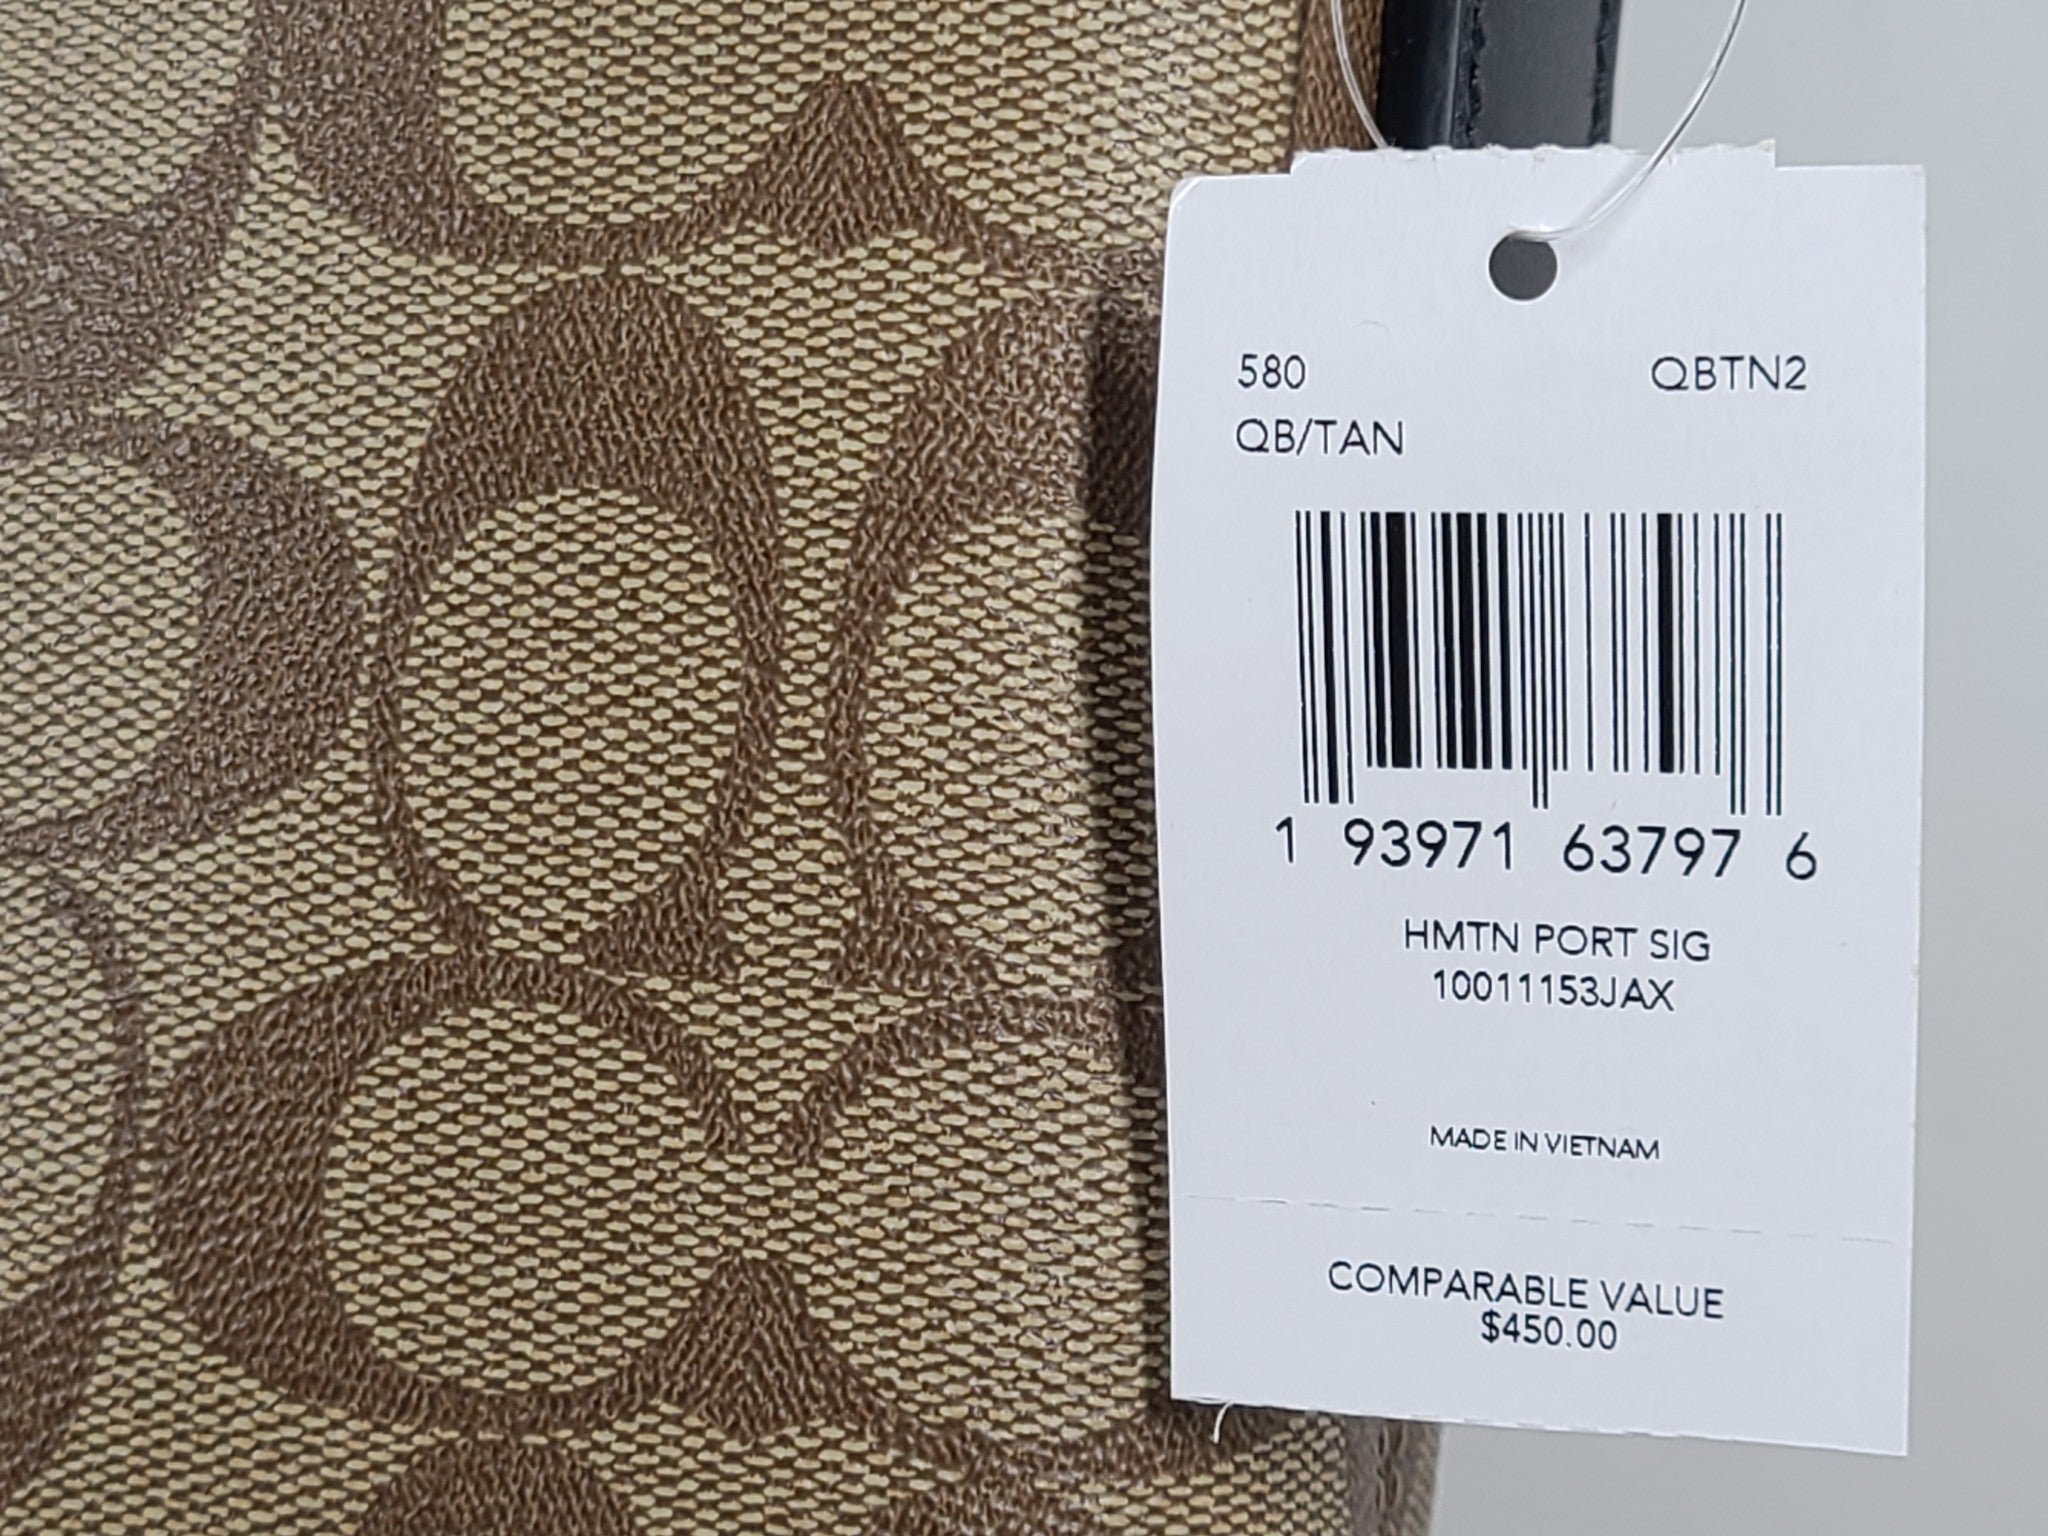 580 QBTN2
QB/TAN
1 93971 63797 6
HMTN PORT SIG
10011153JAX
MADE IN VIETNAM
COMPARABLE VALUE
$450.00